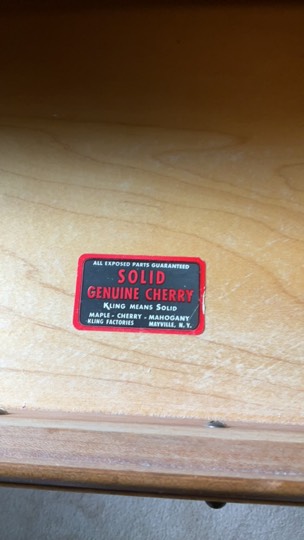 ALL EXPOSED PARTS GUARANTEED
SOLID
GENUINE CHERRY
KLING MEANS SOLID
MAPLE - CHERRY - MAHOGANY
KLING FACTORIES MAYVILLE, N. Y.